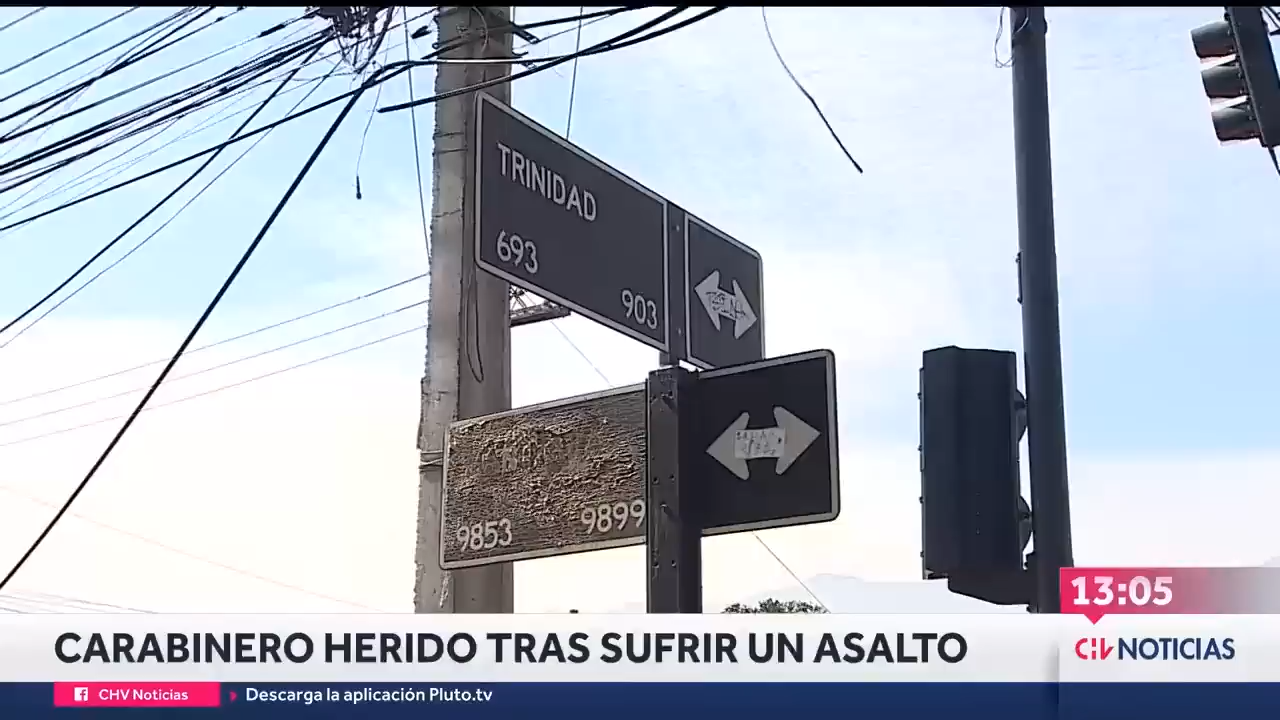 TRINIDAD
693
903
9853
9899
13:05
CARABINERO HERIDO TRAS SUFRIR UN ASALTO
CHV NOTICIAS
CHV Noticias
Descarga la aplicación Pluto.tv